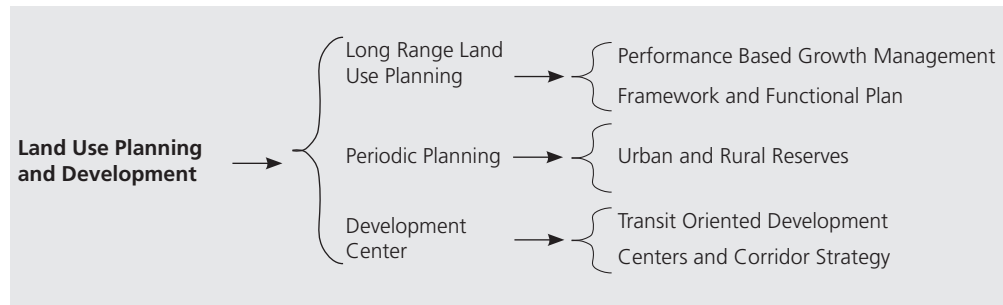 Long Range Land
Use Planning
Performance Based Growth Management
Framework and Functional Plan
Land Use Planning
and Development
Periodic Planning
Urban and Rural Reserves
Development
Center
Transit Oriented Development
Centers and Corridor Strategy